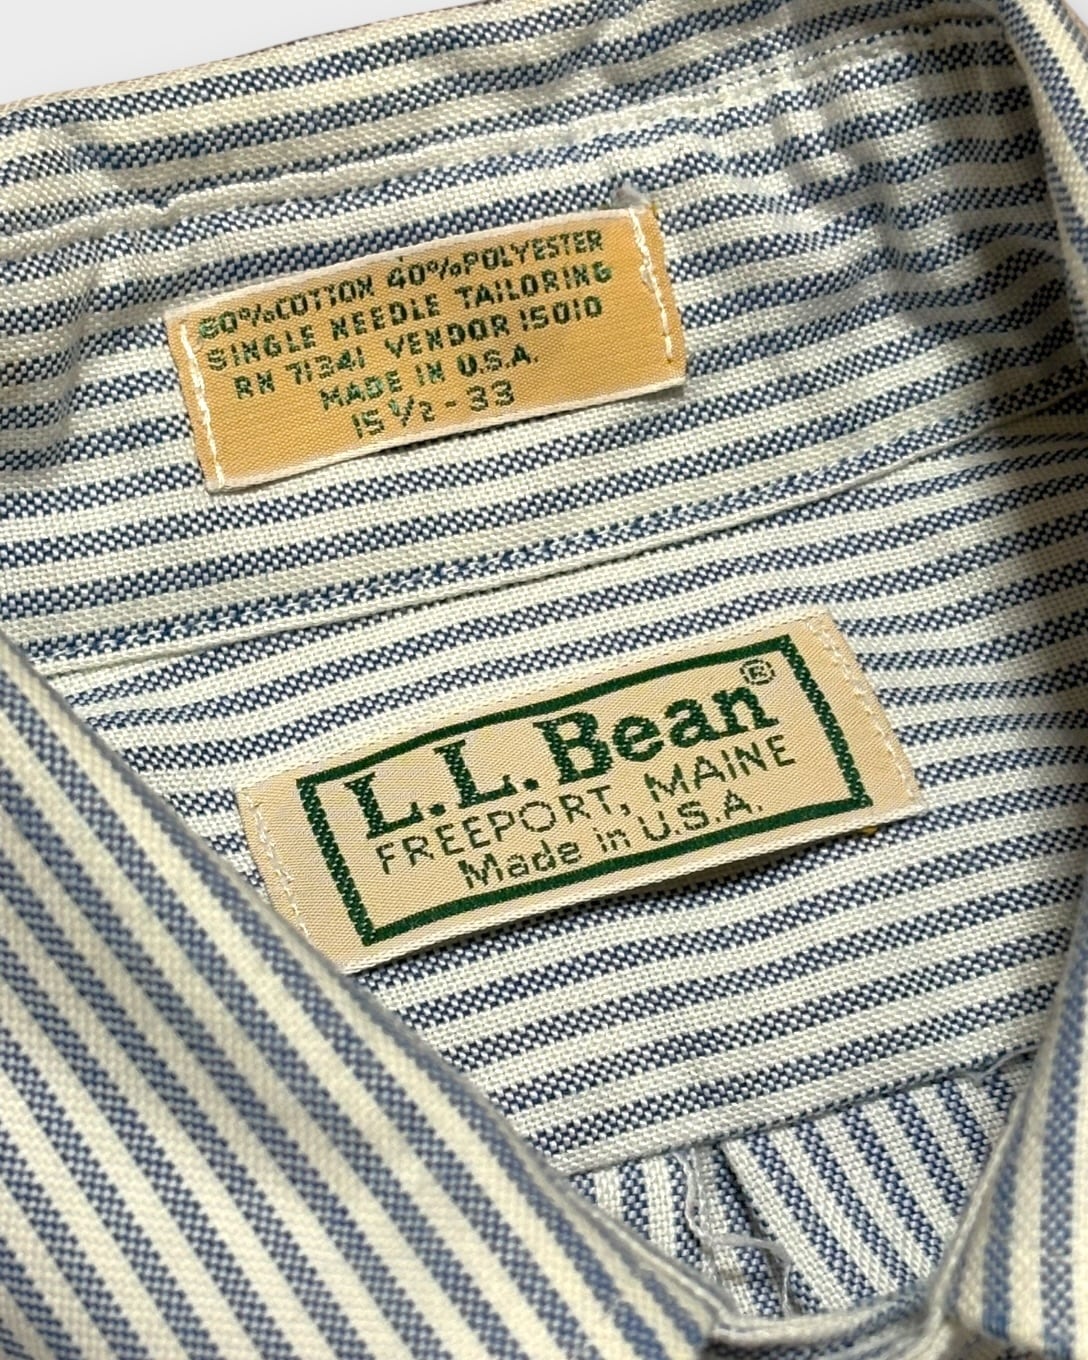 60%COTTON 40%POLYESTER
SINGLE NEEDLE TAILORING
RN 71341 VENDOR 15010
MADE IN U.S.A.
15 1/2 - 33
L.L.Bean®
FREEPORT, MAINE
Made in U.S.A.